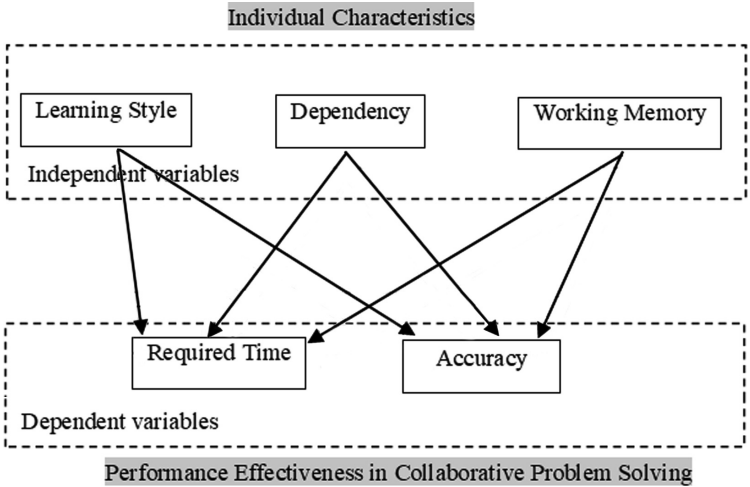 Individual Characteristics
Learning Style
Dependency
Working Memory
Independent variables
Required Time
Accuracy
Dependent variables
Performance Effectiveness in Collaborative Problem Solving